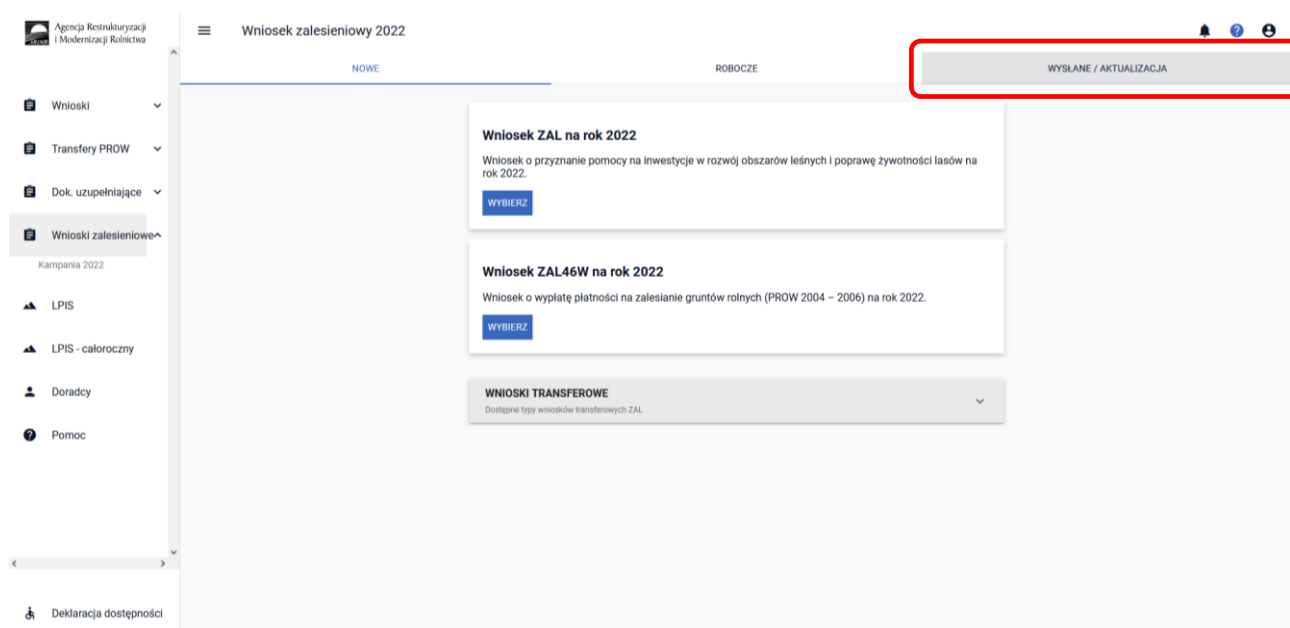 Agencja Restrukturyzacji
i Modernizacji Rolnictwa
Wniosek zalesieniowy 2022
NOWE
ROBOCZE
WYSŁANE / AKTUALIZACJA
Wnioski
Transfery PROW
Dok. uzupełniające
Wnioski zalesieniowe
Kampania 2022
LPIS
LPIS - całoroczny
Doradcy
Pomoc
Deklaracja dostępności
Wniosek ZAL na rok 2022
Wniosek o przyznanie pomocy na inwestycje w rozwój obszarów leśnych i poprawę żywotności lasów na
rok 2022.
WYBIERZ
Wniosek ZAL46W na rok 2022
Wniosek o wypłatę płatności na zalesianie gruntów rolnych (PROW 2004 – 2006) na rok 2022.
WYBIERZ
WNIOSKI TRANSFEROWE
Dostępne typy wniosków transferowych ZAL